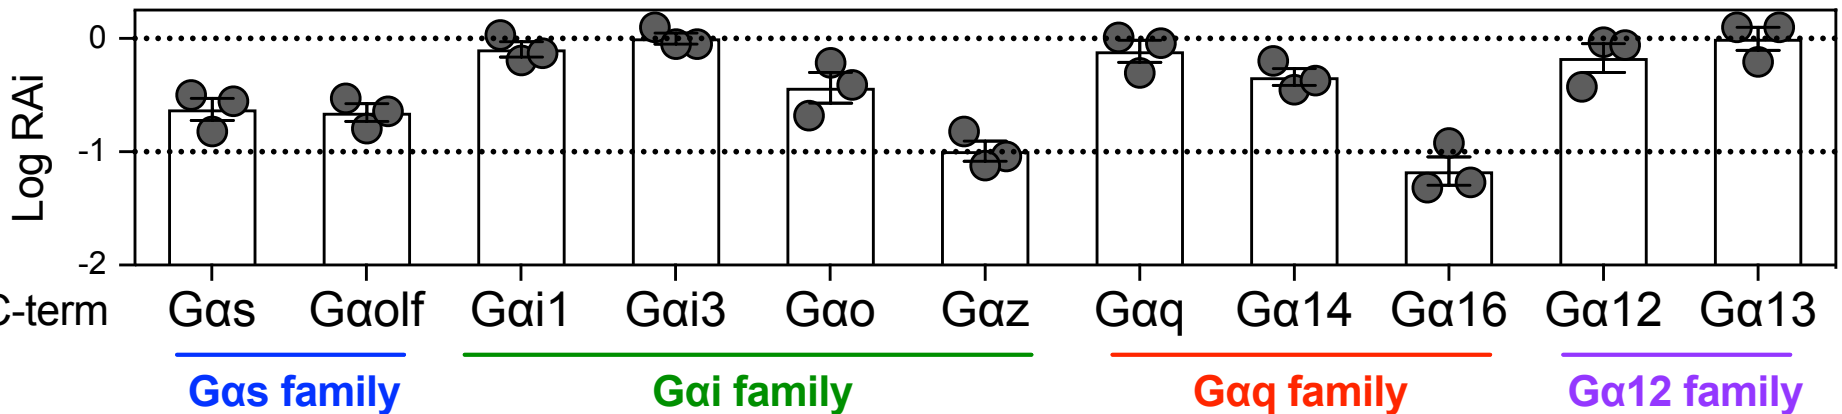 Log RAi
0
-1
-2
C-term Gαs Gαolf Gαi1 Gαi3 Gαo Gαz Gαq Gα14 Gα16 Gα12 Gα13
Gαs family Gαi family Gαq family Gα12 family